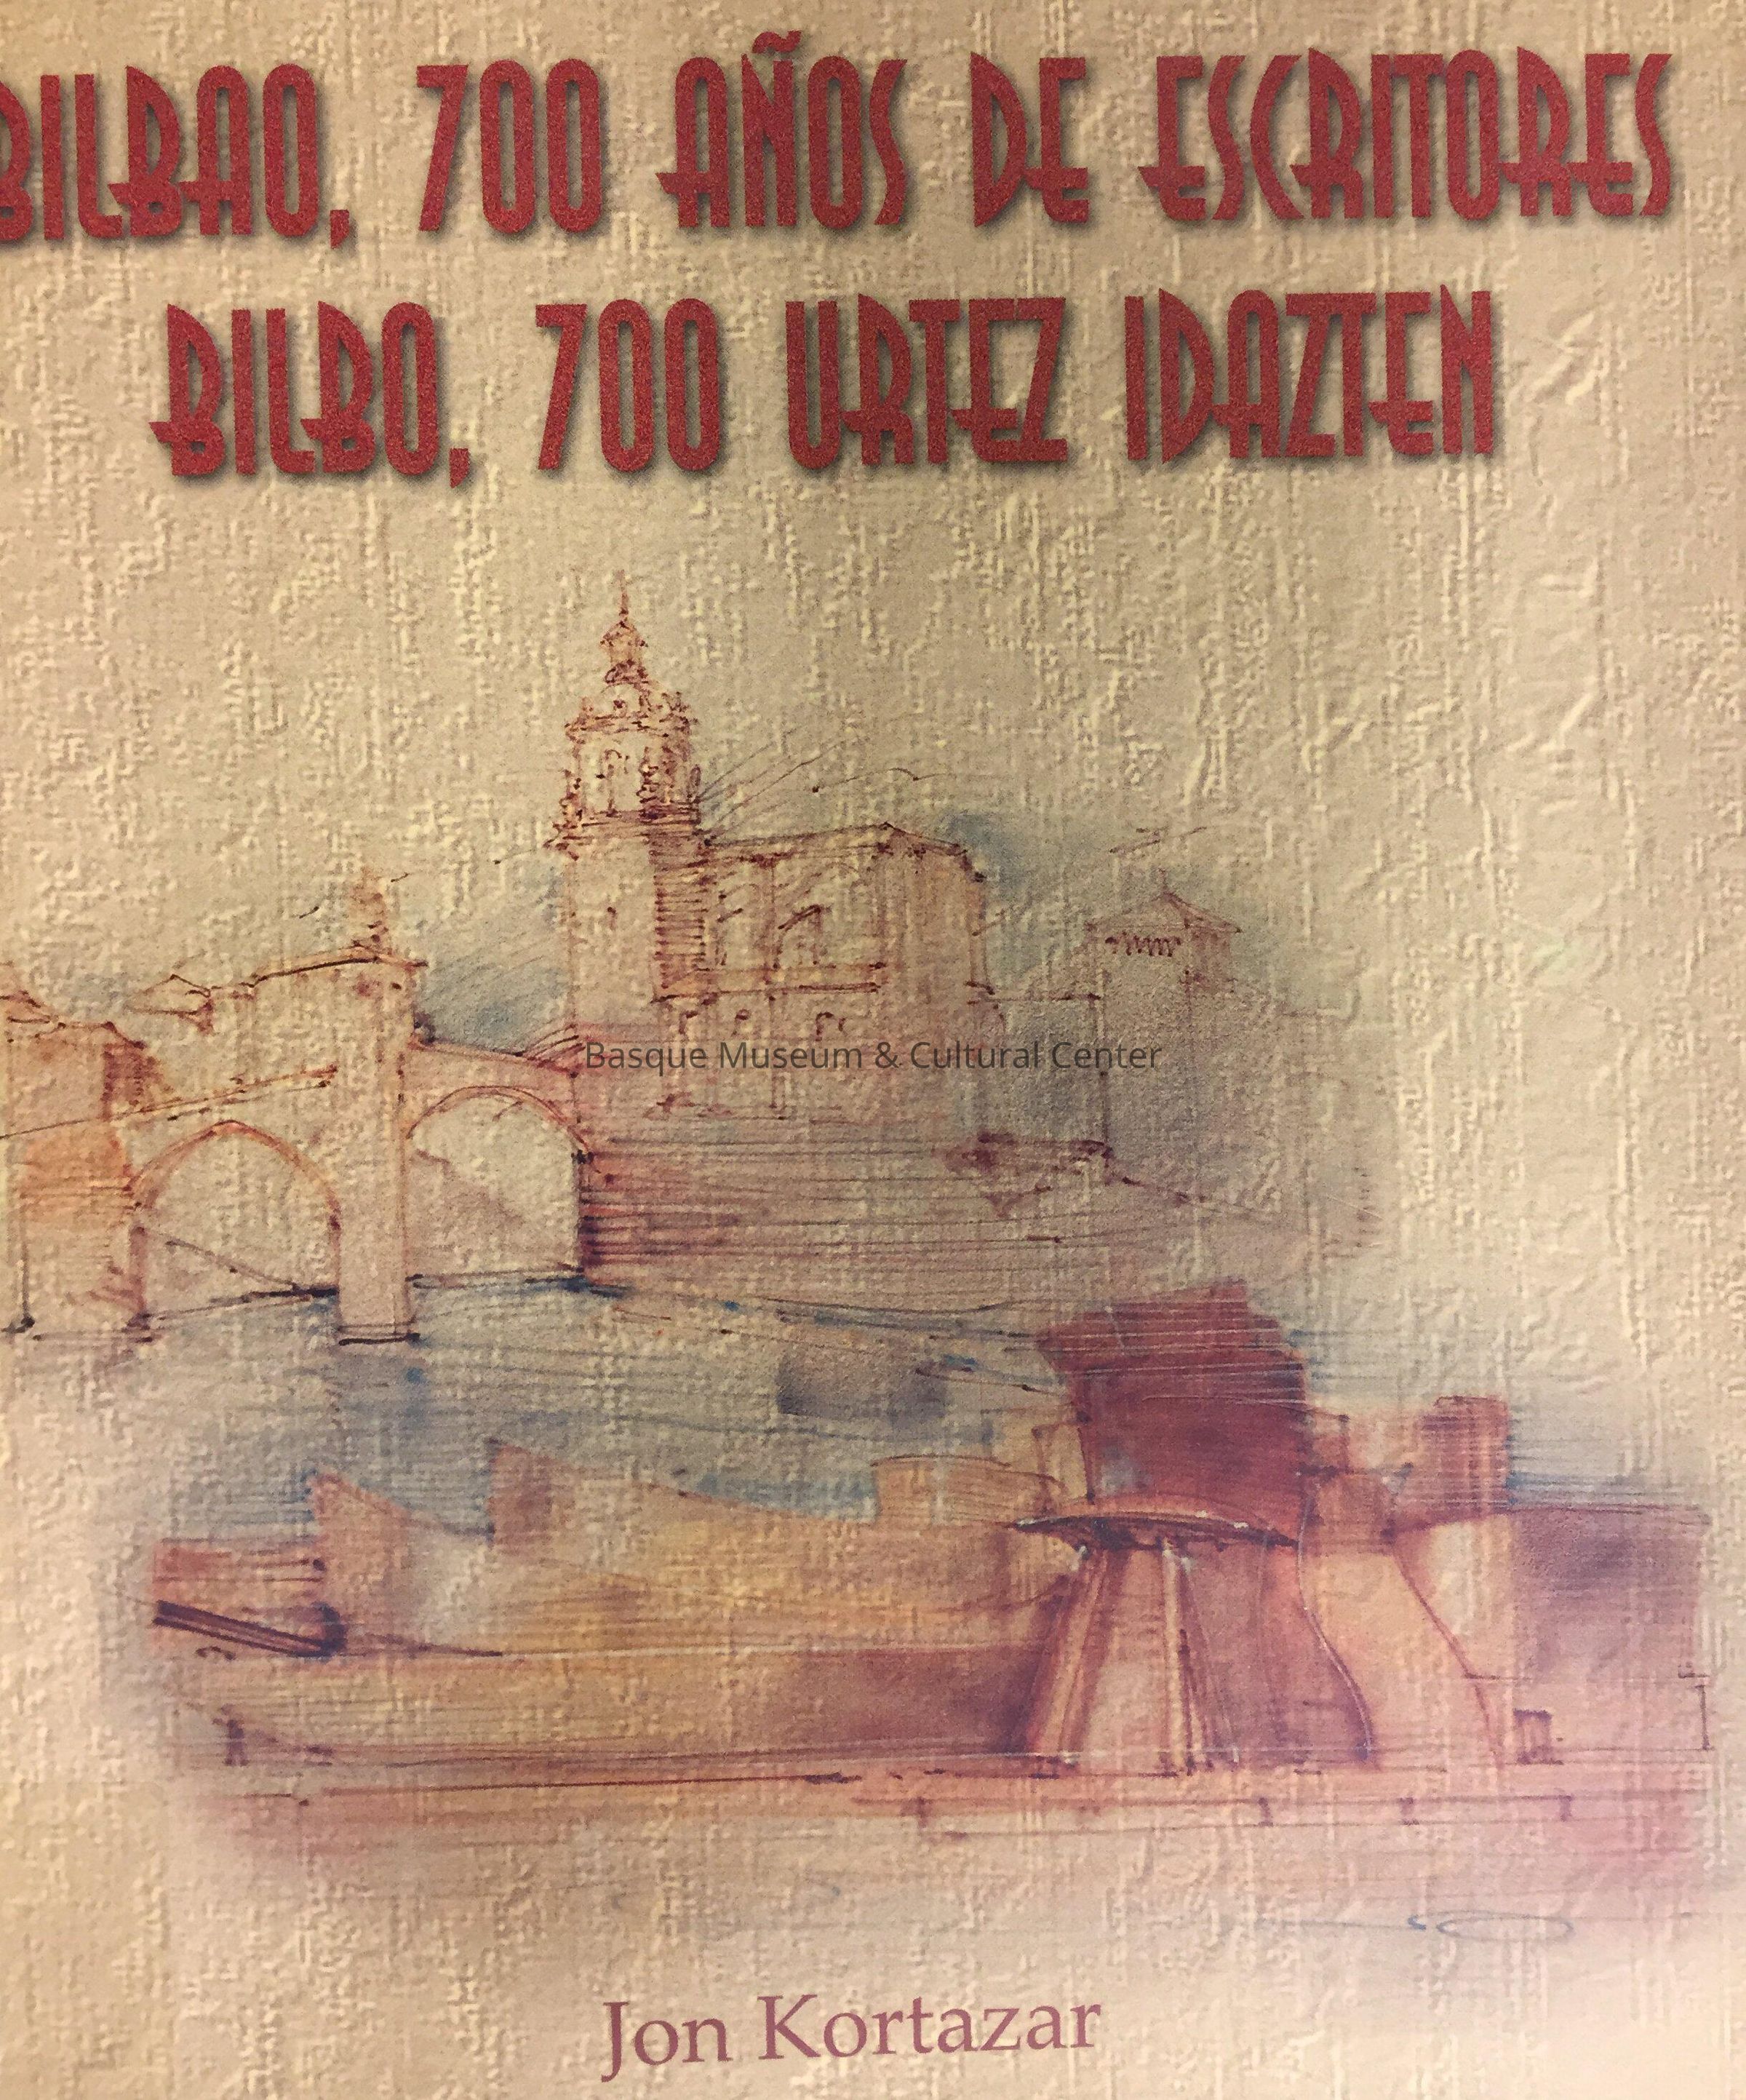 BILBAO, 700 AÑOS DE ESCRITORES
BILBO, 700 URTEZ IDAZTEN
Basque Museum & Cultural Center
Jon Kortazar